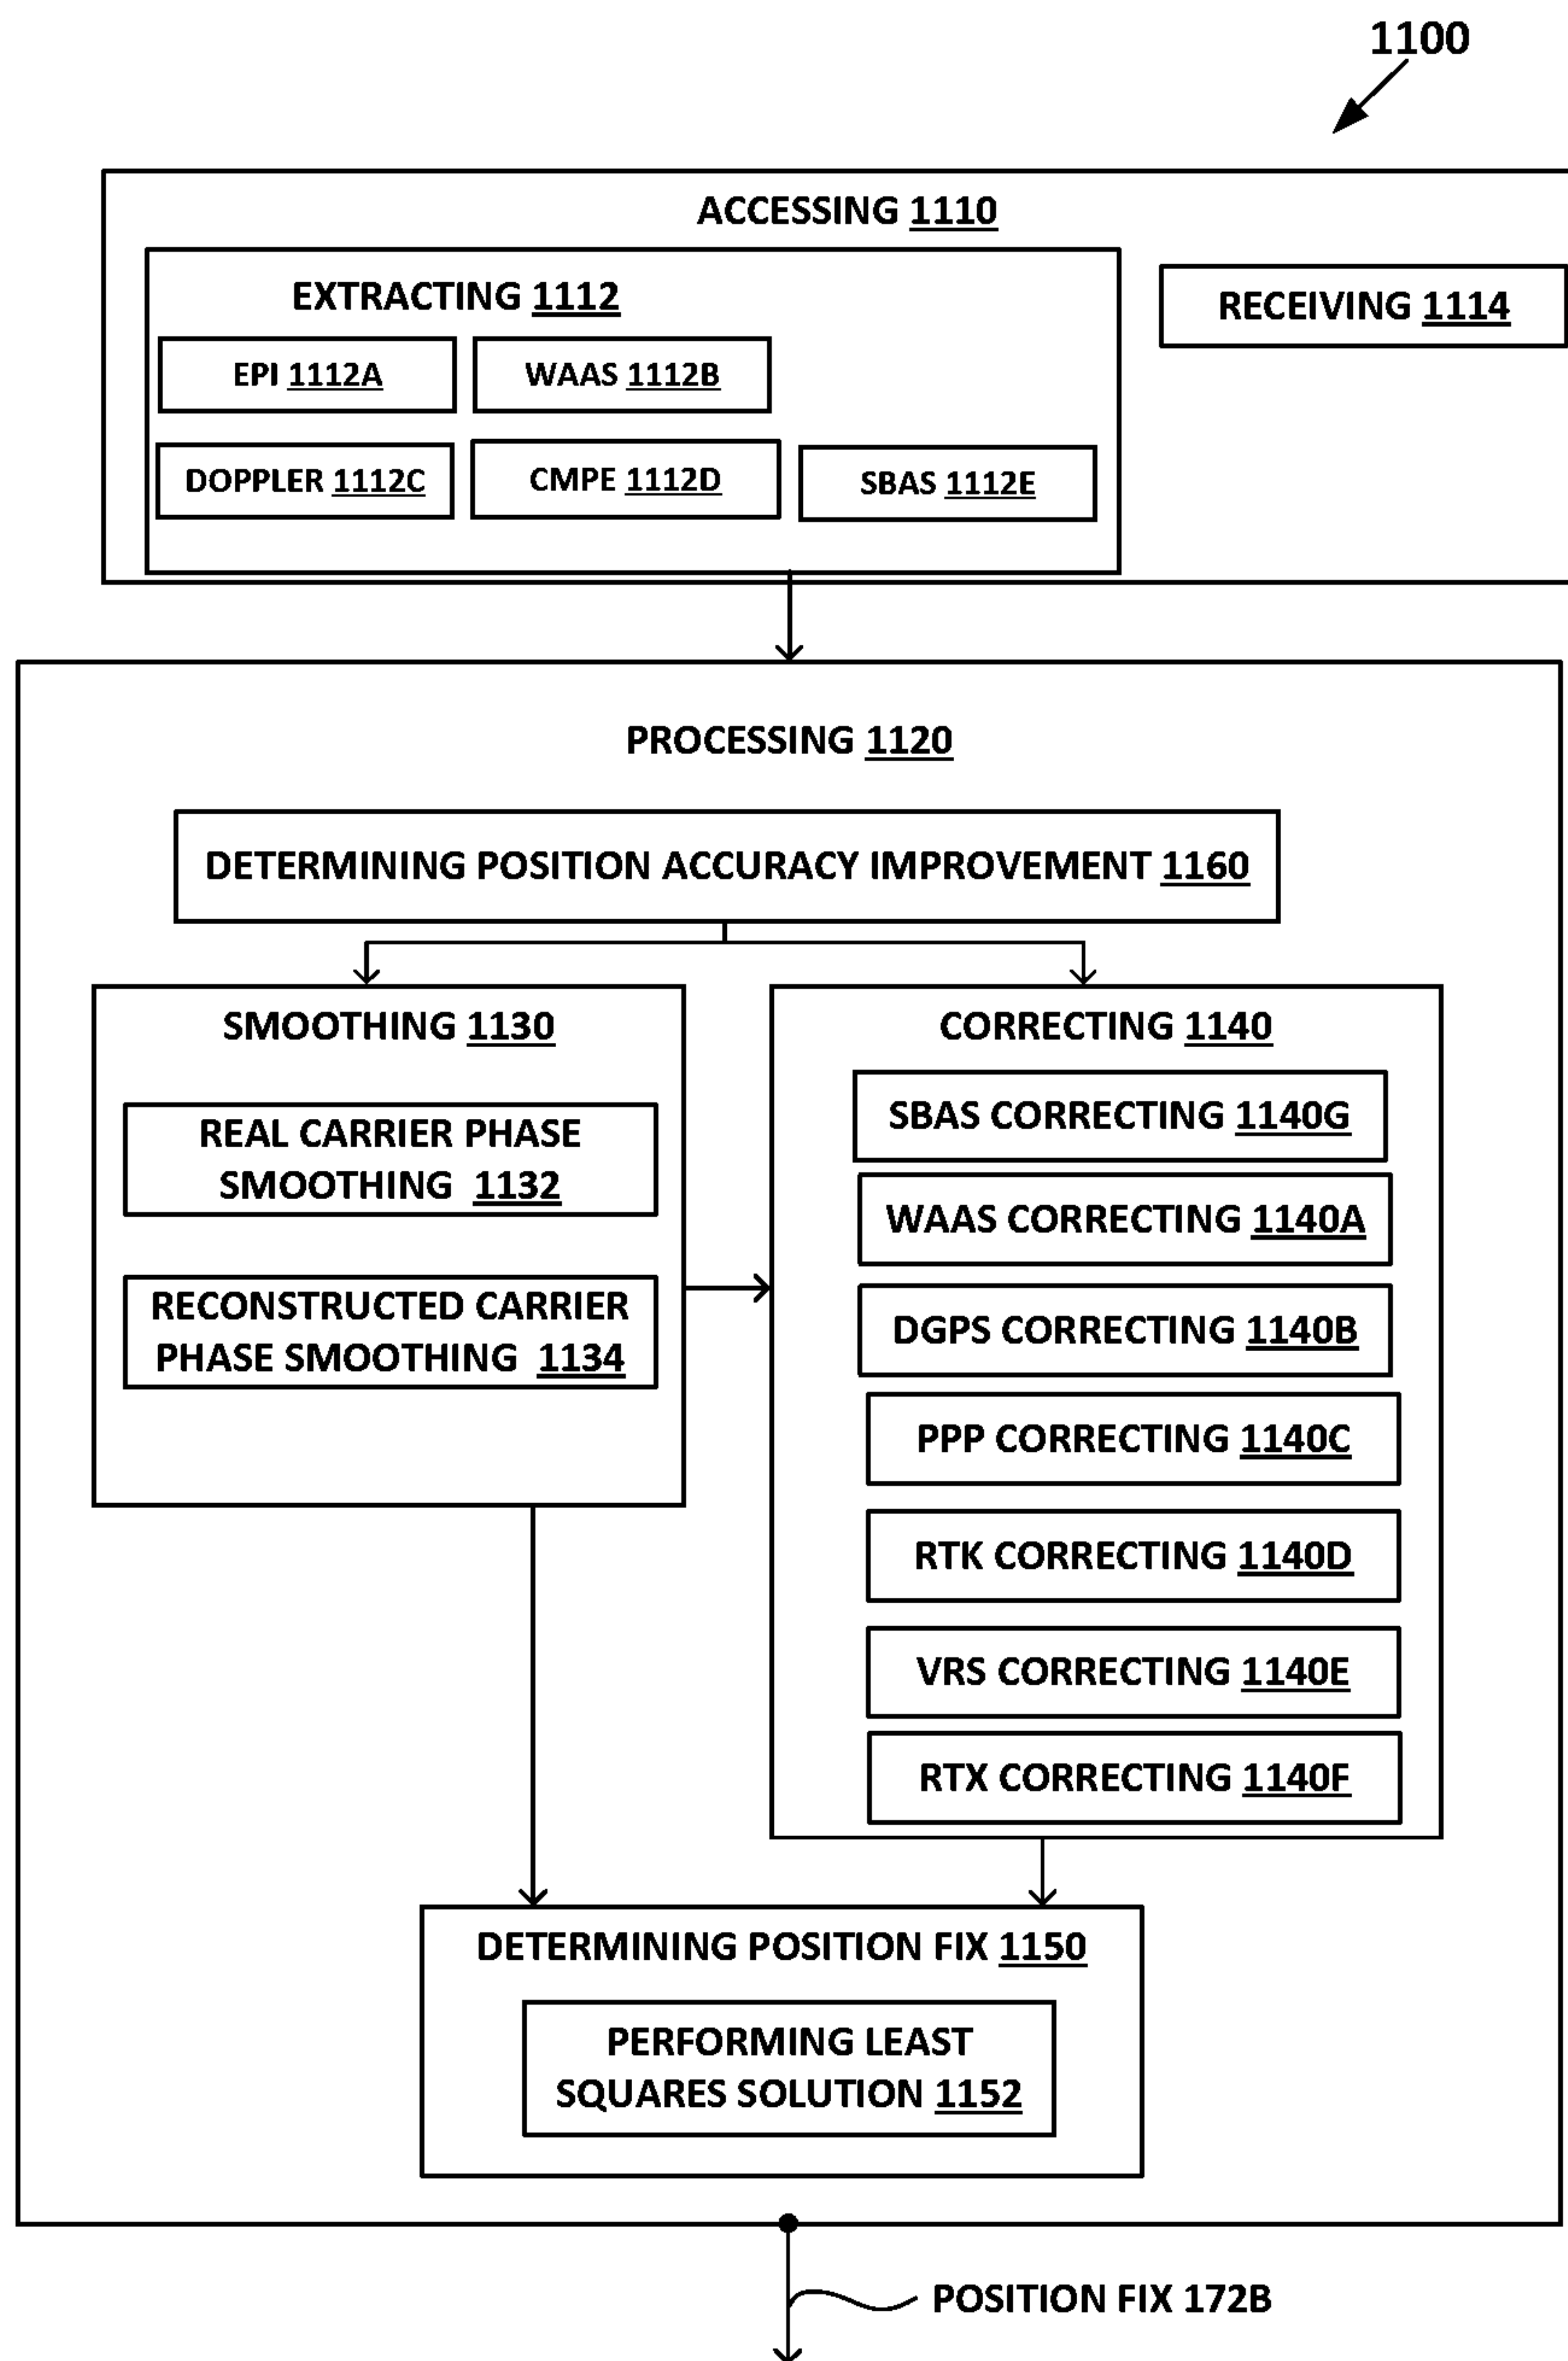 1100
ACCESSING 1110
EXTRACTING 1112
RECEIVING 1114
EPI 1112A
WAAS 1112B
DOPPLER 1112C
CMPE 1112D
SBAS 1112E
PROCESSING 1120
DETERMINING POSITION ACCURACY IMPROVEMENT 1160
SMOOTHING 1130
REAL CARRIER PHASE
SMOOTHING 1132
RECONSTRUCTED CARRIER
PHASE SMOOTHING 1134
CORRECTING 1140
SBAS CORRECTING 1140G
WAAS CORRECTING 1140A
DGPS CORRECTING 1140B
PPP CORRECTING 1140C
RTK CORRECTING 1140D
VRS CORRECTING 1140E
RTX CORRECTING 1140F
DETERMINING POSITION FIX 1150
PERFORMING LEAST
SQUARES SOLUTION 1152
POSITION FIX 172B